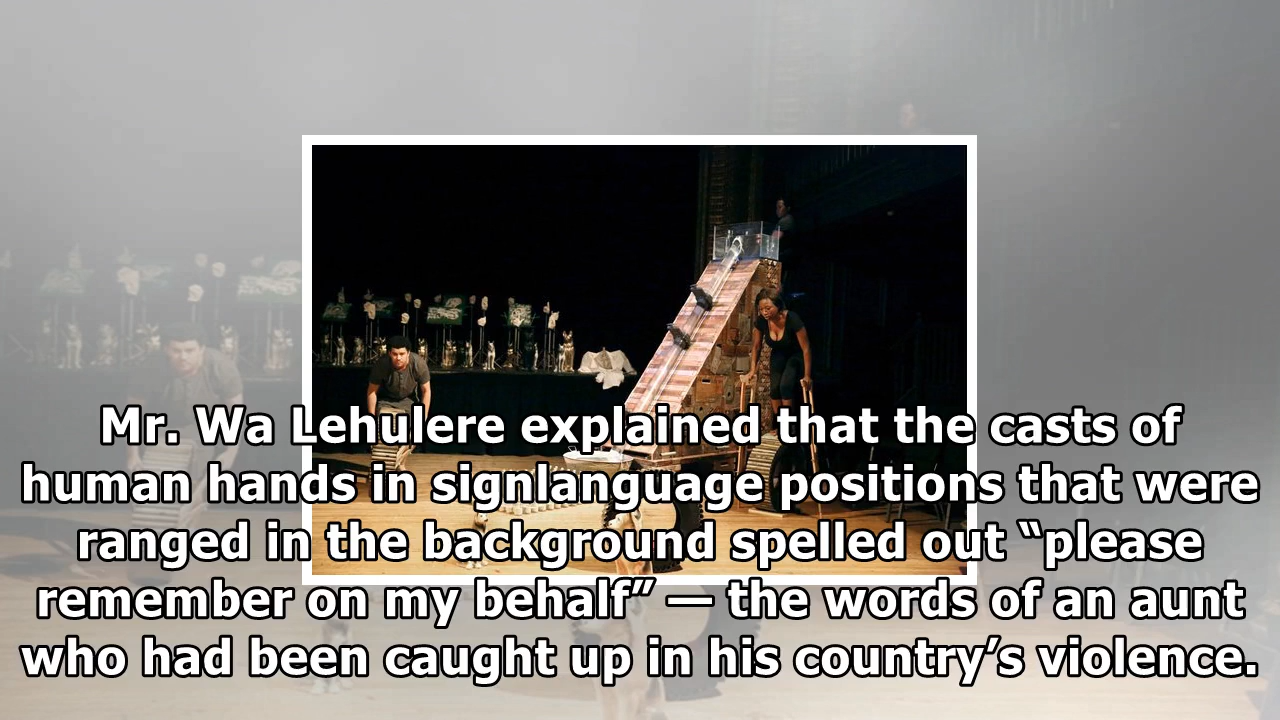 Mr. Wa Lehulere explained that the casts of
human hands in signlanguage positions that were
ranged in the background spelled out “please
remember on my behalf” — the words of an aunt
who had been caught up in his country’s violence.